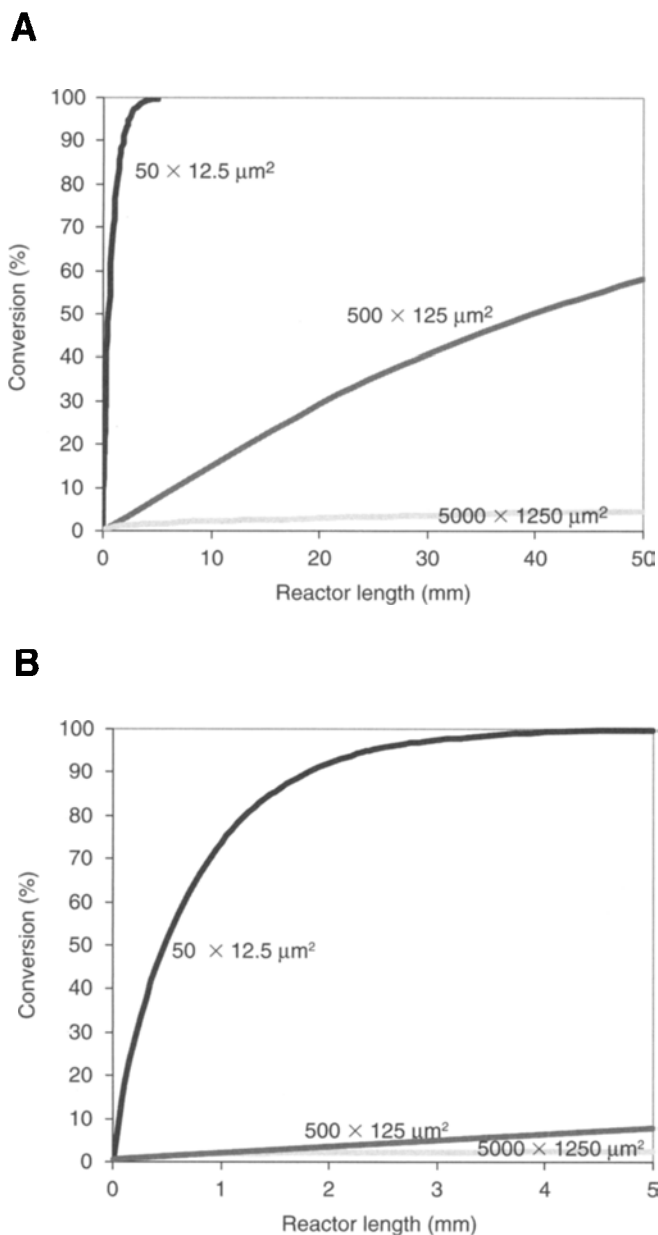 A
100
90
80
70
60
50
40
30
20
10
0
Conversion (%)
50 × 12.5 μm²
500 × 125 μm²
5000 × 1250 μm²
0 10 20 30 40 50
Reactor length (mm)
B
100
90
80
70
60
50
40
30
20
10
0
Conversion (%)
50 × 12.5 μm²
500 × 125 μm²
5000 × 1250 μm²
0 1 2 3 4 5
Reactor length (mm)